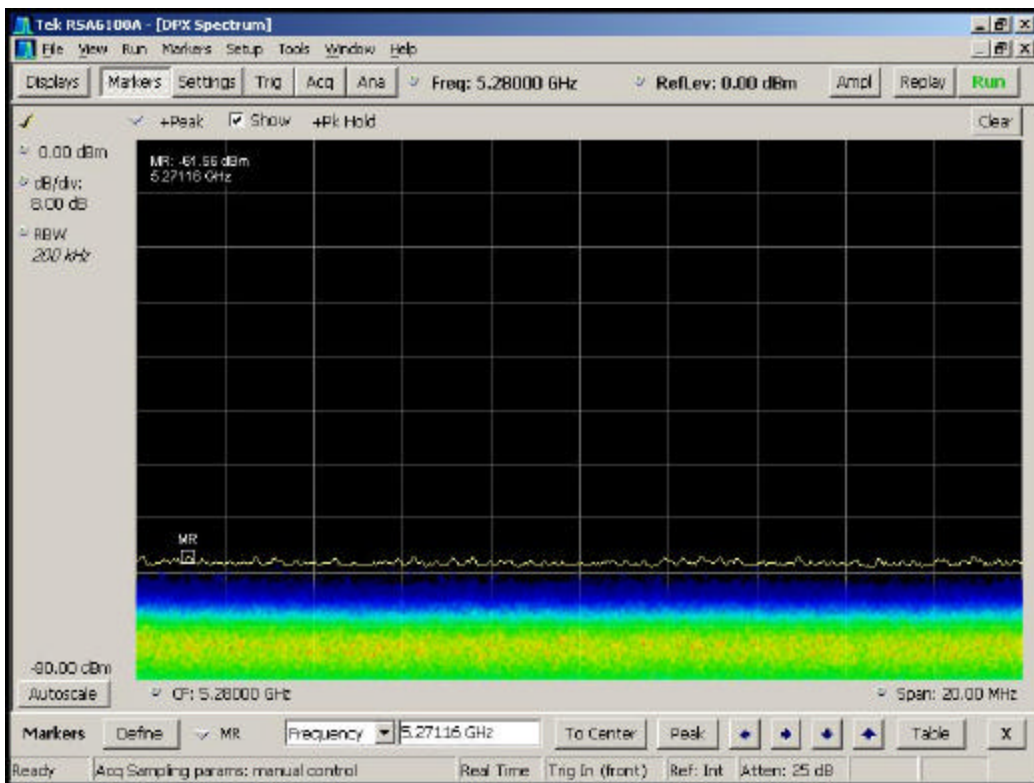 Tek RSA6100A - [DPX Spectrum]
File View Run Markers Setup Tools Window Help
Displays Markers Settings Trig Acq Ana Freq: 5.28000 GHz RefLev: 0.00 dBm Ampl Replay Run
+Peak Show +Pk Hold Clear
0.00 dBm
MR: -61.56 dBm
5.27116 GHz
dB/div:
8.00 dB
RBW
200 kHz
MR
-80.00 dBm
Autoscale CF: 5.28000 GHz Span: 20.00 MHz
Markers Define MR Frequency 5.27116 GHz To Center Peak Table X
Ready Acq Sampling params: manual control Real Time Trig In (front) Ref: Int Atten: 25 dB